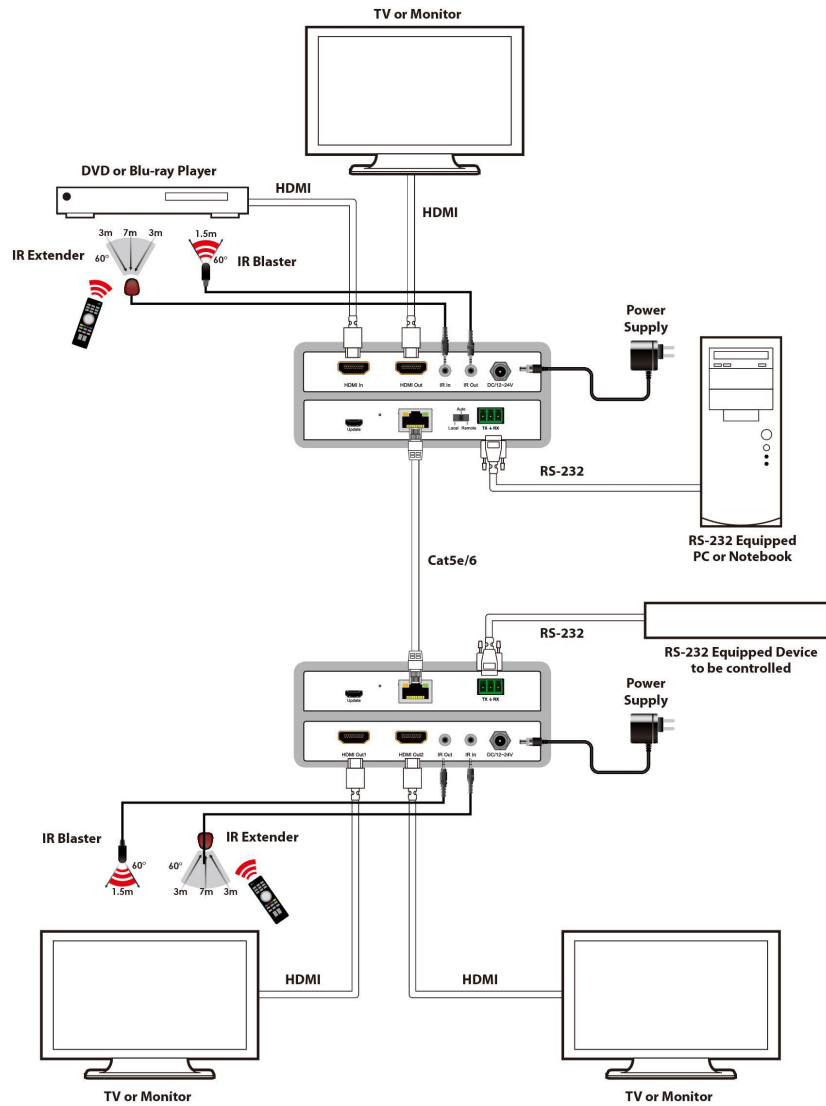 TV or Monitor
DVD or Blu-ray Player
HDMI
HDMI
3m 7m 3m
1.5m
IR Extender
60°
60°
IR Blaster
Power
Supply
HDMI In
HDMI Out
IR In
IR Out
DC/12~24V
Update
Auto
Local Remote
TX ⏚ RX
RS-232
RS-232 Equipped
PC or Notebook
Cat5e/6
RS-232
RS-232 Equipped Device
to be controlled
Update
TX ⏚ RX
Power
Supply
HDMI Out1
HDMI Out2
IR Out
IR In
DC/12~24V
IR Blaster
60°
1.5m
IR Extender
60°
3m 7m 3m
HDMI
HDMI
TV or Monitor
TV or Monitor